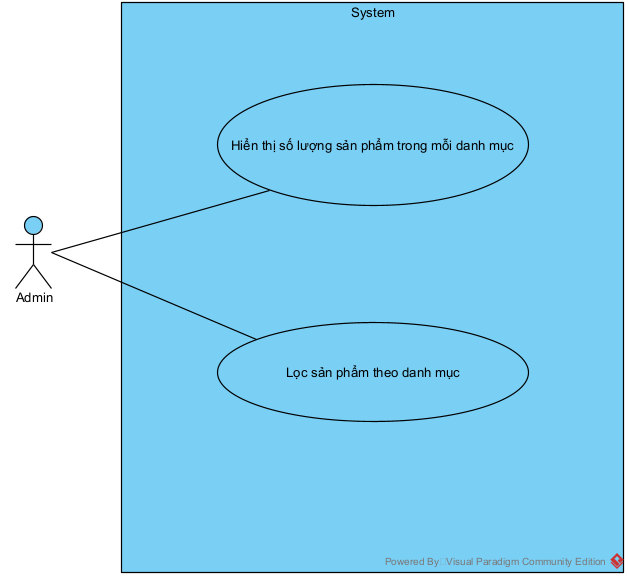 System
Hiển thị số lượng sản phẩm trong mỗi danh mục
Admin
Lọc sản phẩm theo danh mục
Powered By Visual Paradigm Community Edition